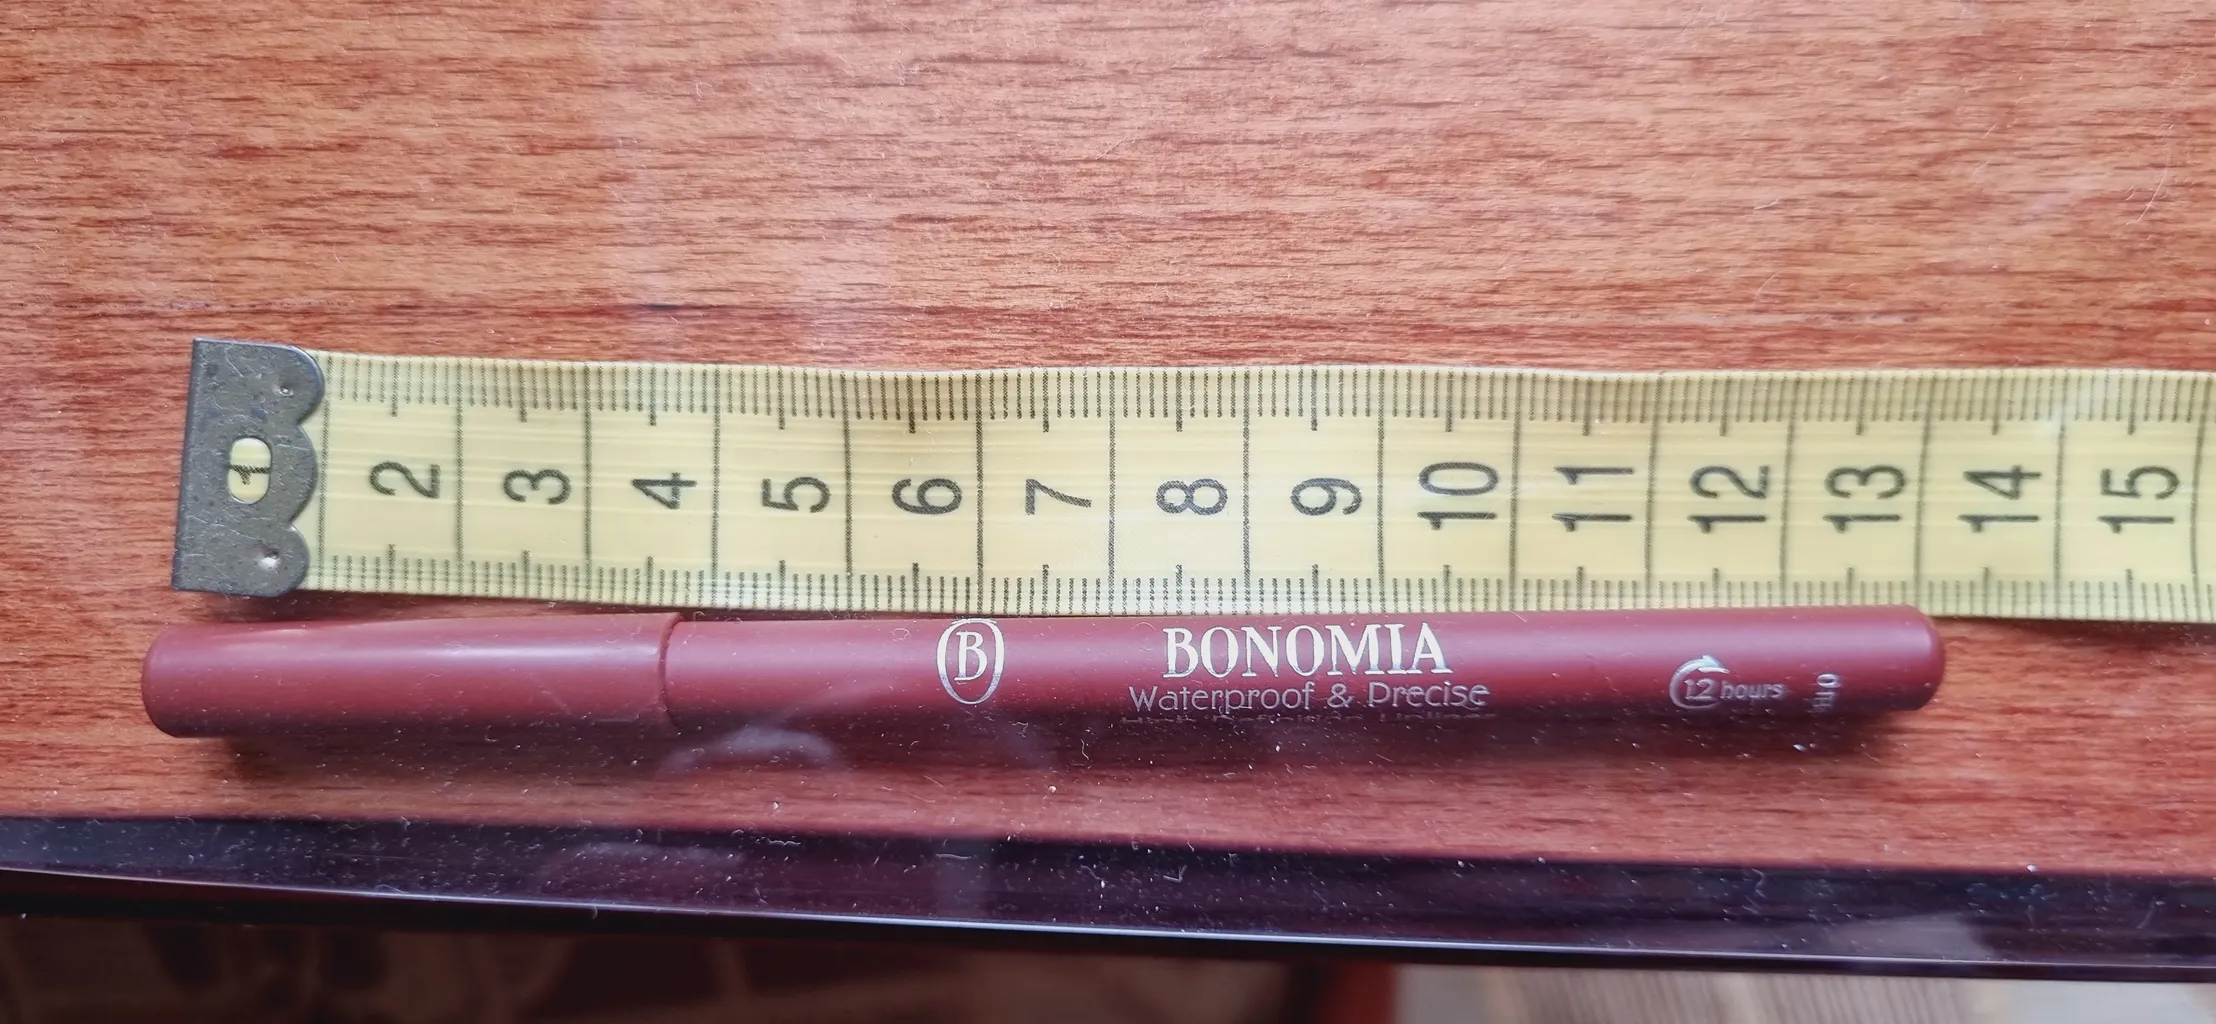 1 2 3 4 5 6 7 8 9 10 11 12 13 14 15
B
BONOMIA
Waterproof & Precise
12 hours